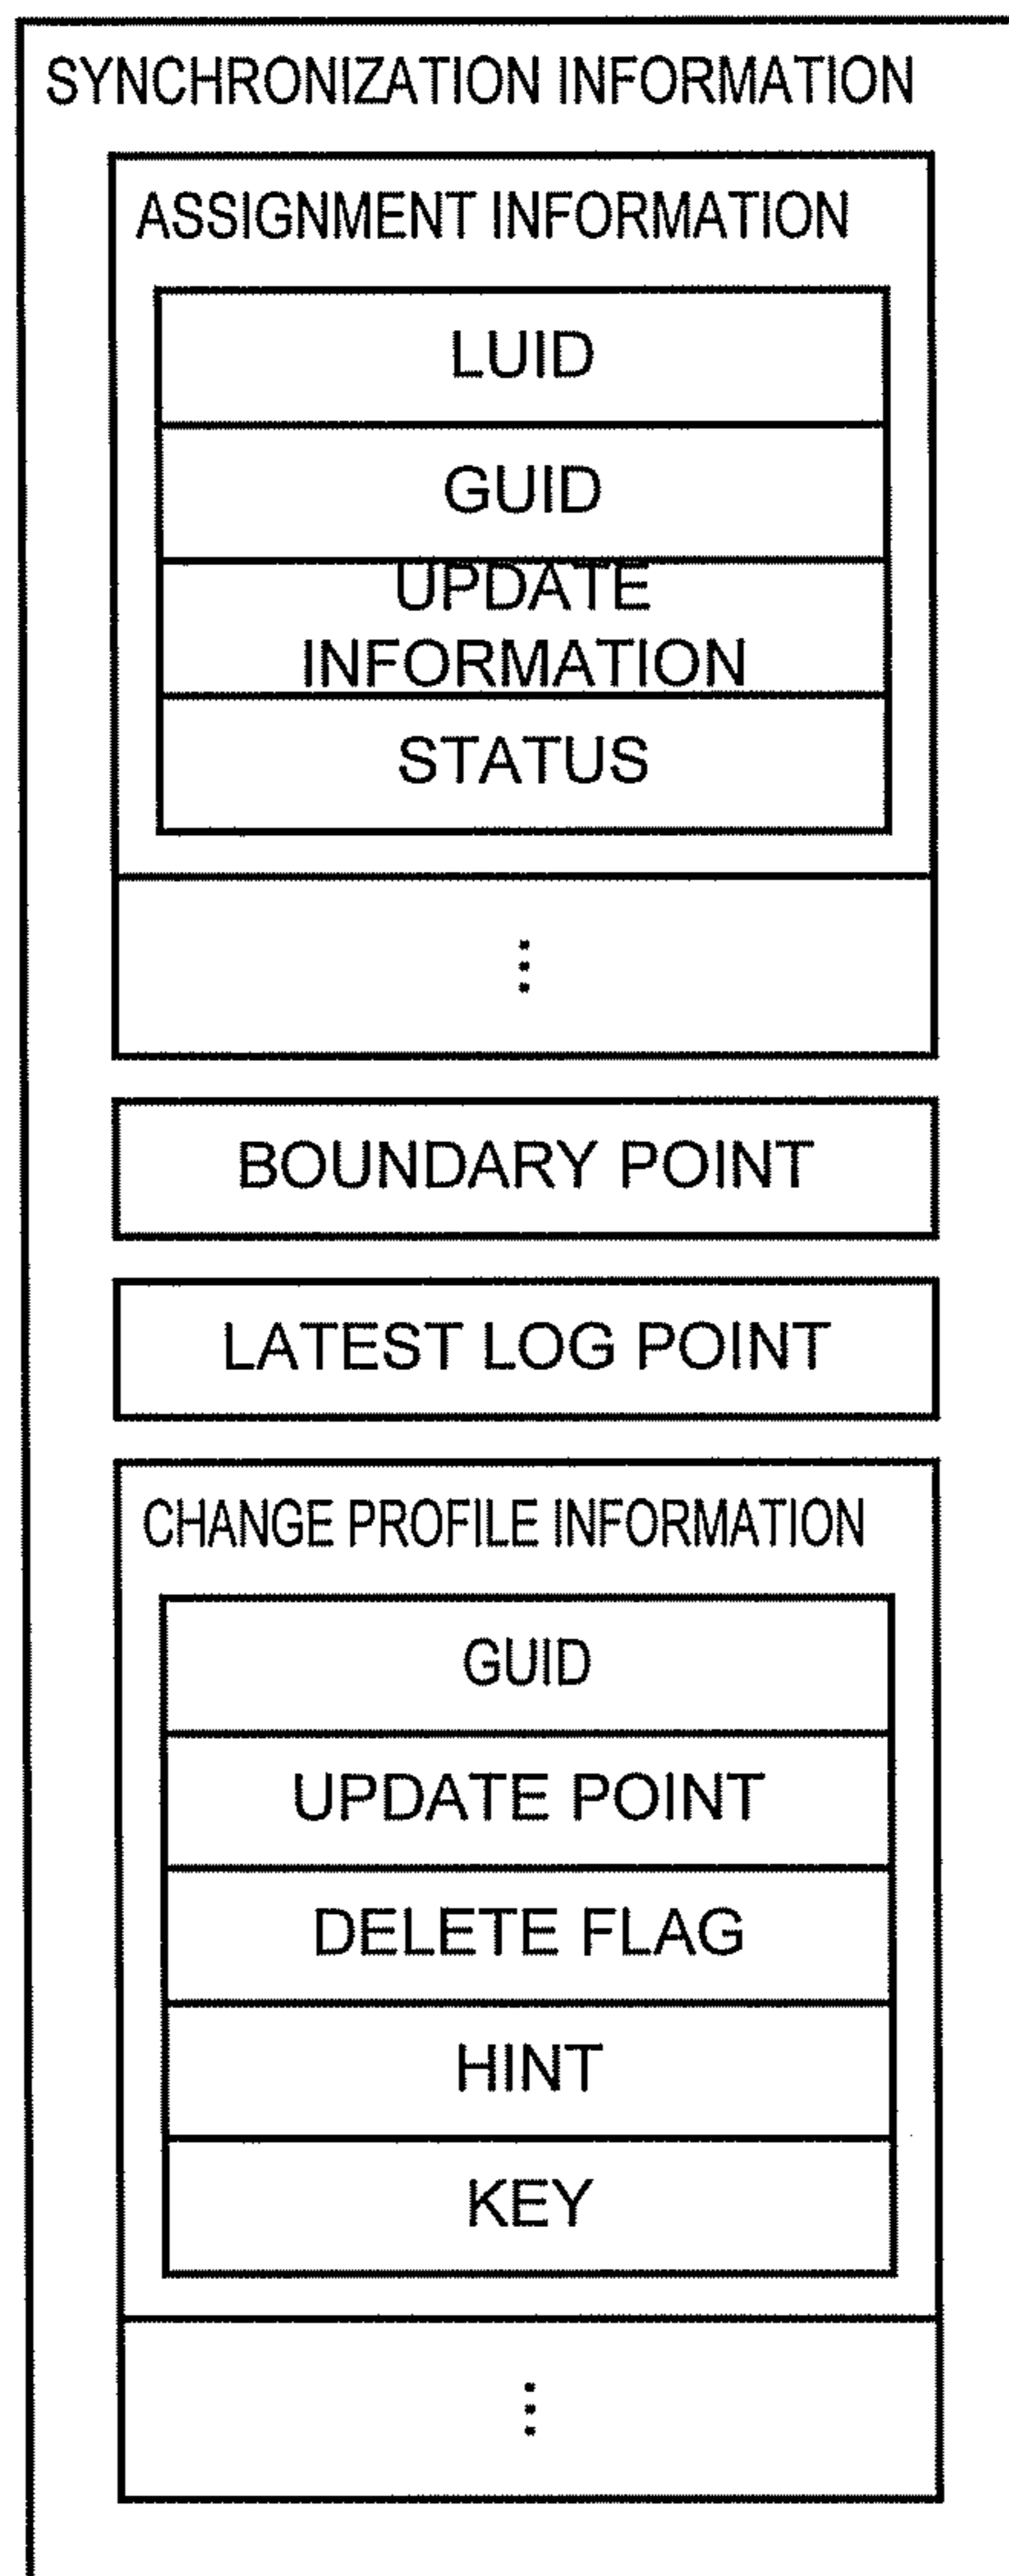 SYNCHRONIZATION INFORMATION
ASSIGNMENT INFORMATION
LUID
GUID
UPDATE
INFORMATION
STATUS
⋮
BOUNDARY POINT
LATEST LOG POINT
CHANGE PROFILE INFORMATION
GUID
UPDATE POINT
DELETE FLAG
HINT
KEY
⋮